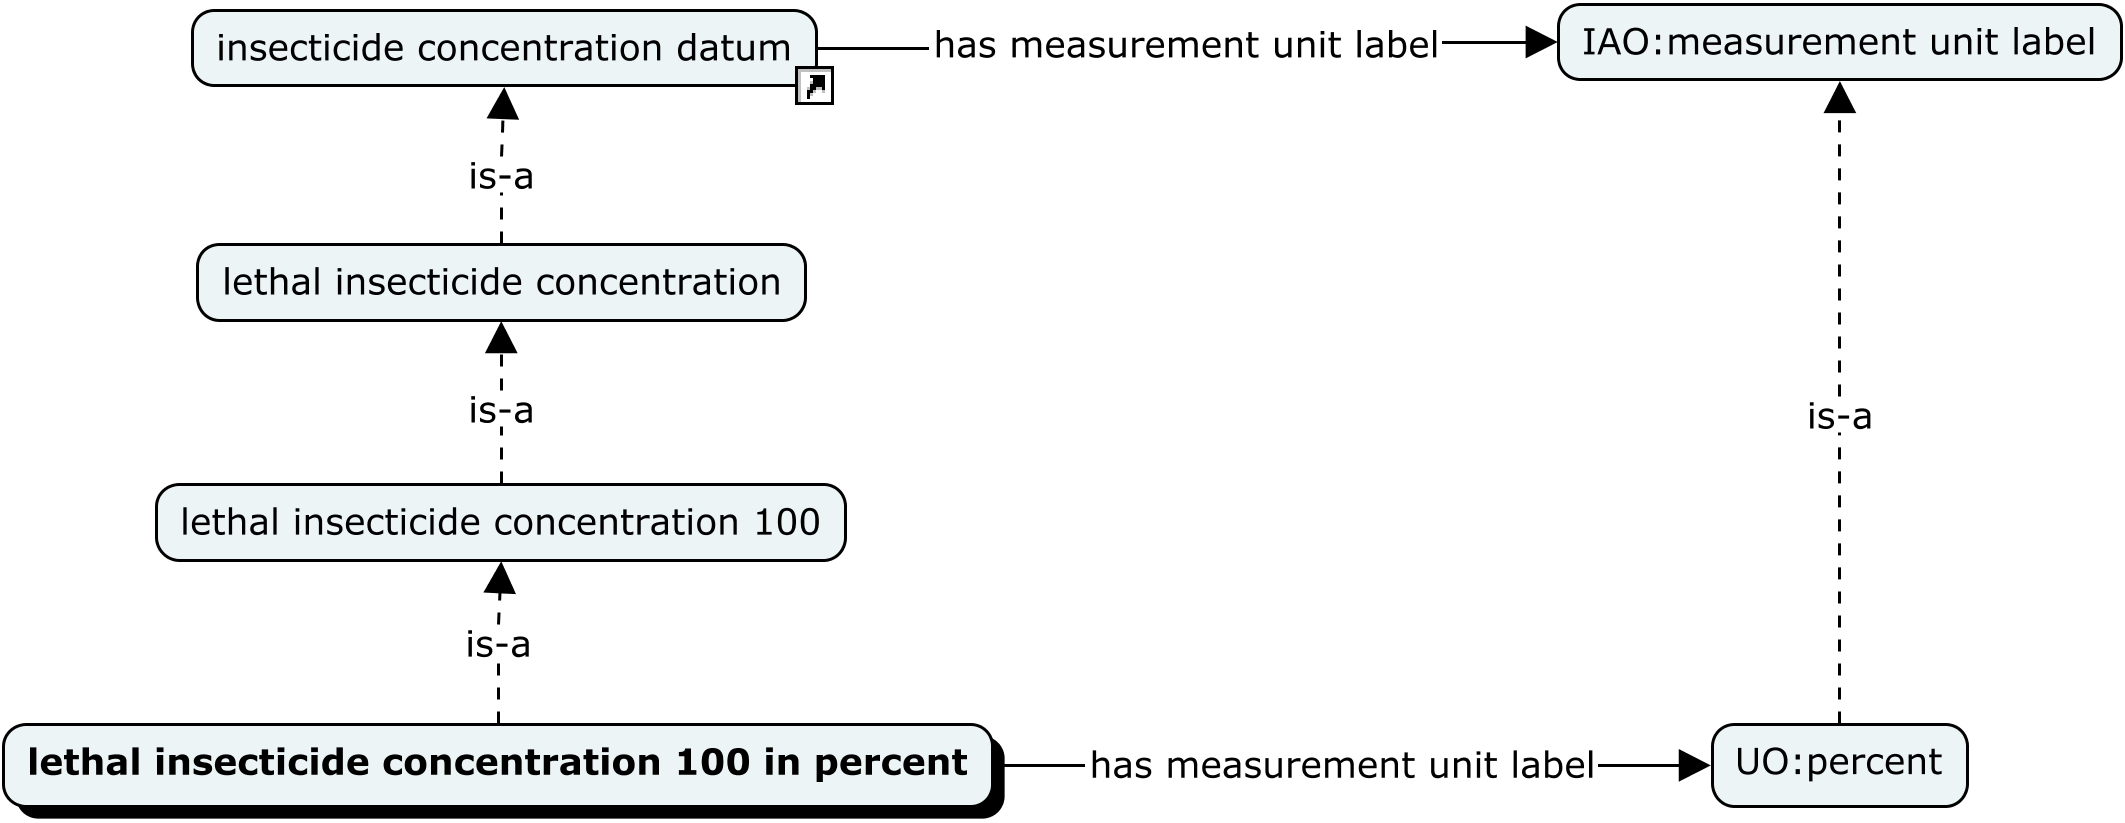 insecticide concentration datum
has measurement unit label
IAO:measurement unit label
is-a
lethal insecticide concentration
is-a
is-a
lethal insecticide concentration 100
is-a
lethal insecticide concentration 100 in percent
has measurement unit label
UO:percent